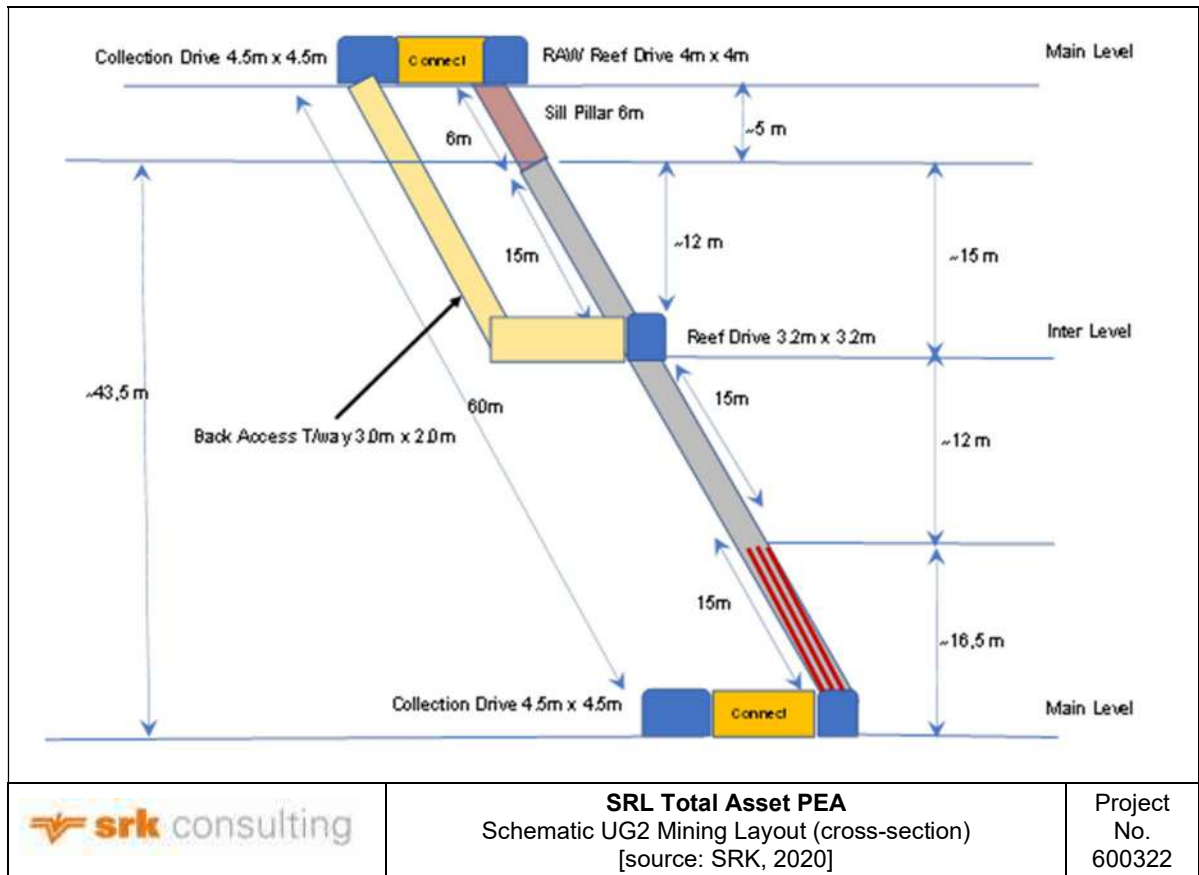 Collection Drive 4.5m x 4.5m
Connect
RAW Reef Drive 4m x 4m
Main Level
Sill Pillar 6m
~5 m
6m
15m
~12 m
~15 m
Reef Drive 3.2m x 3.2m
Inter Level
~43,5 m
60m
15m
Back Access T/way 3.0m x 2.0m
~12 m
15m
~16,5 m
Collection Drive 4.5m x 4.5m
Connect
Main Level
srk consulting
SRL Total Asset PEA
Schematic UG2 Mining Layout (cross-section)
[source: SRK, 2020]
Project
No.
600322